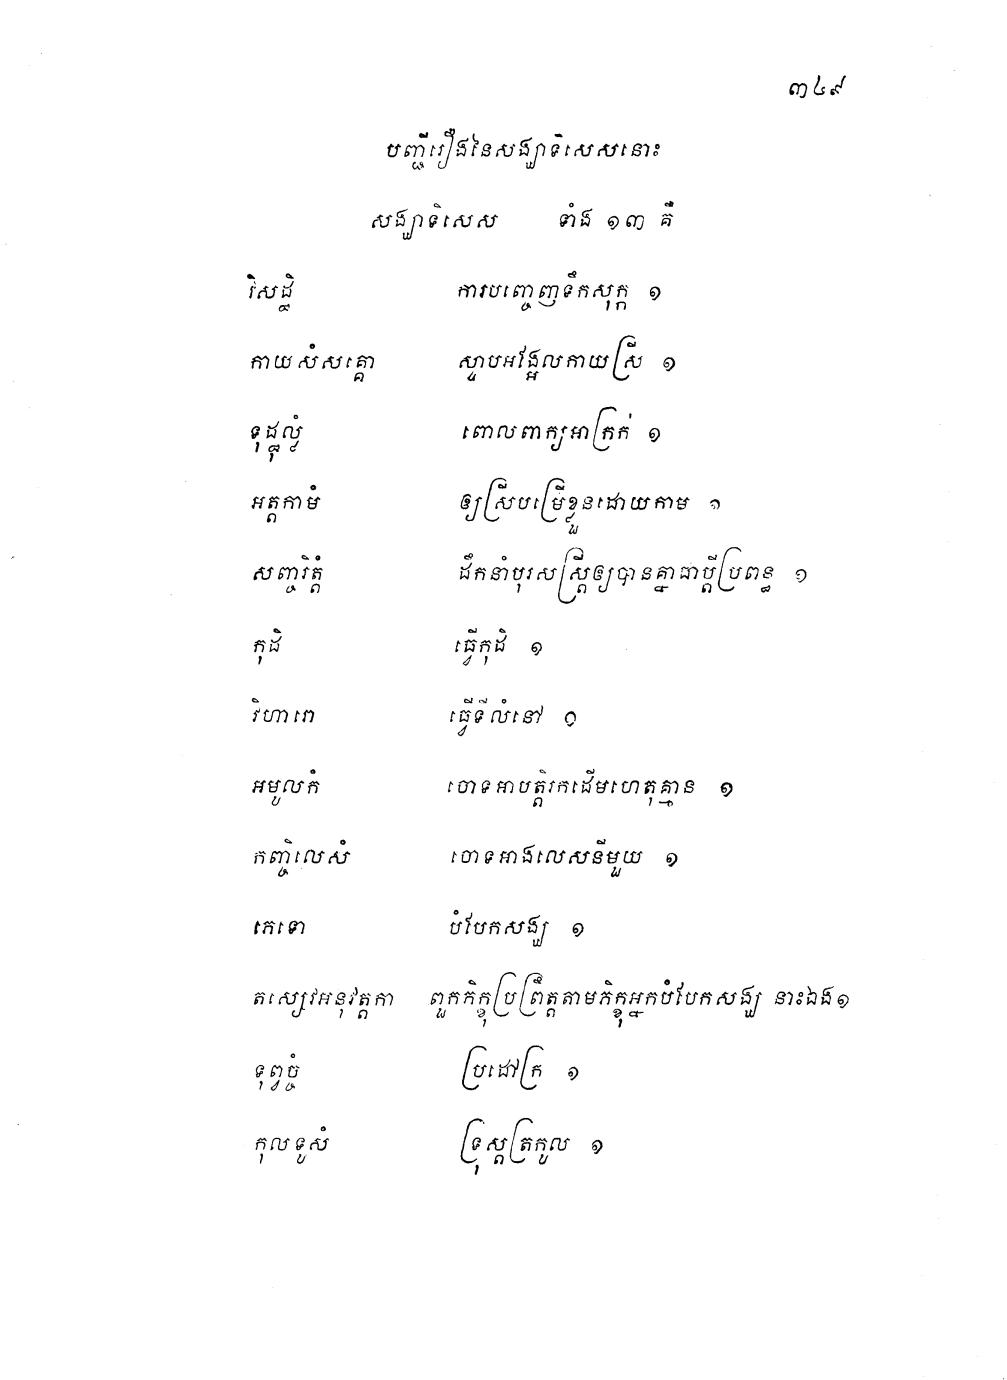 ៣៤៩
បញ្ជីរឿងនៃសង្ឃាទិសេសនោះ
សង្ឃាទិសេស ទាំង ១៣ គឺ
វិសដ្ឋិ ការបញ្ចេញទឹកសុក្ក ១
កាយសំសគ្គោ ស្ទាបអង្អែលកាយស្រី ១
ទុដ្ឋុល្លំ ពោលពាក្យអាក្រក់ ១
អត្តកាមំ ឲ្យស្រីបម្រើខ្លួនដោយកាម ១
សញ្ចរិត្តំ ដឹកនាំបុរសស្ត្រីឲ្យបានគ្នាជាប្ដីប្រពន្ធ ១
កុដិ ធ្វើកុដិ ១
វិហារោ ធ្វើទីលំនៅ ១
អមូលកំ ចោទអាបត្តិរកដើមហេតុគ្មាន ១
កញ្ចិលេសំ ចោទអាងលេសនីមួយ ១
ភេទោ បំបែកសង្ឃ ១
តស្សេវអនុវត្តកា ពួកភិក្ខុប្រព្រឹត្តតាមភិក្ខុអ្នកបំបែកសង្ឃ នោះឯង ១
ទុព្វច្ចំ ប្រដៅក្រ ១
កុលទូសំ ទ្រុស្តត្រកូល ១